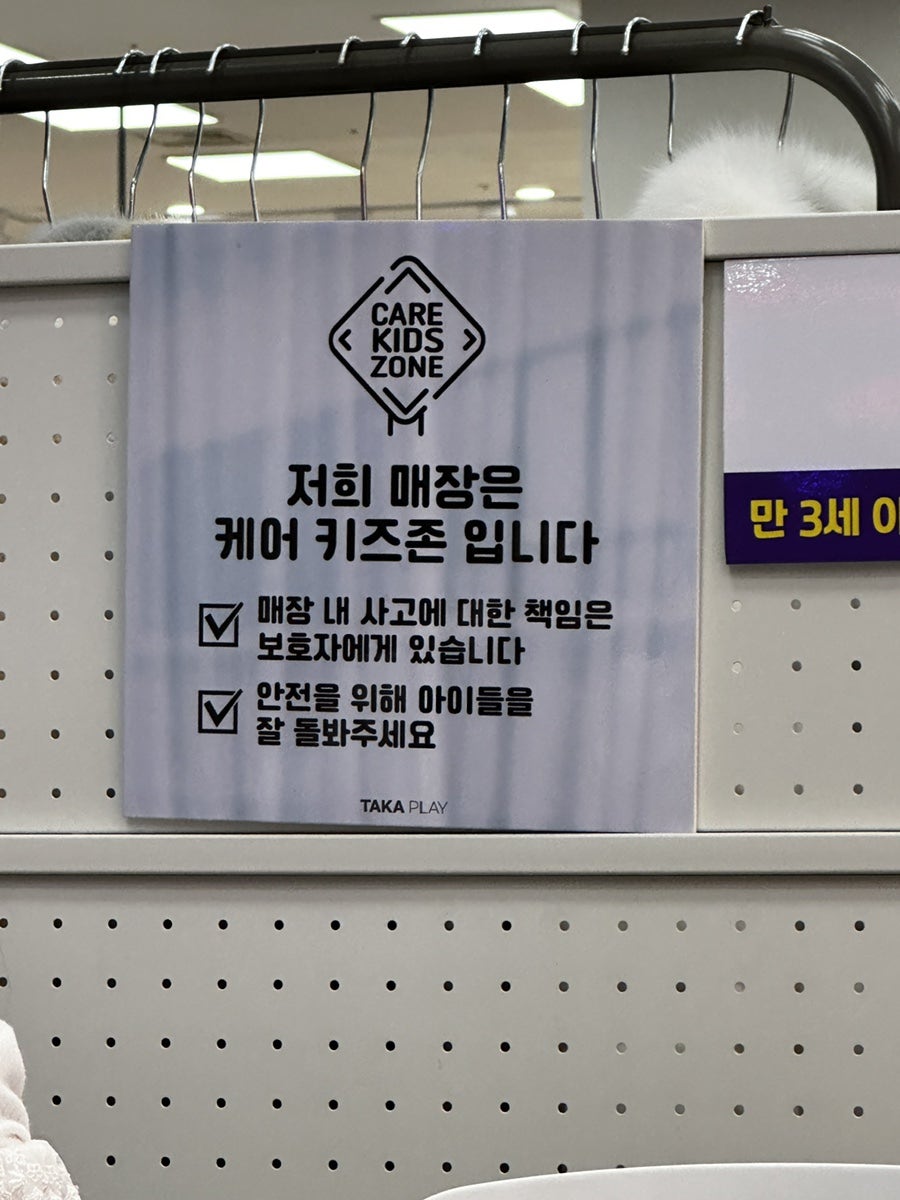 CARE
KIDS
ZONE
저희 매장은
케어 키즈존 입니다
매장 내 사고에 대한 책임은
보호자에게 있습니다
안전을 위해 아이들을
잘 돌봐주세요
TAKA PLAY
만 3세